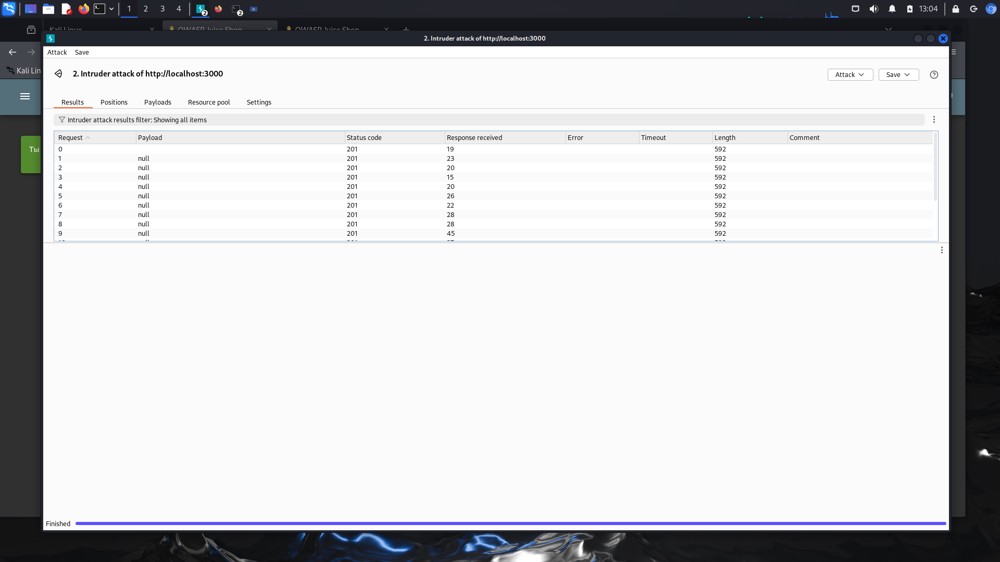 1 2 3 4 2 2 13:04
Kali Linux OWASP Juice Shop OWASP Juice Shop
2. Intruder attack of http://localhost:3000
Attack Save
Kali Lin
2. Intruder attack of http://localhost:3000
Attack Save
Results Positions Payloads Resource pool Settings
Intruder attack results filter: Showing all items
Request Payload Status code Response received Error Timeout Length Comment
0 201 19 592
Ты
1 null 201 23 592
2 null 201 20 592
3 null 201 15 592
4 null 201 20 592
5 null 201 26 592
6 null 201 22 592
7 null 201 28 592
8 null 201 28 592
9 null 201 45 592
Finished